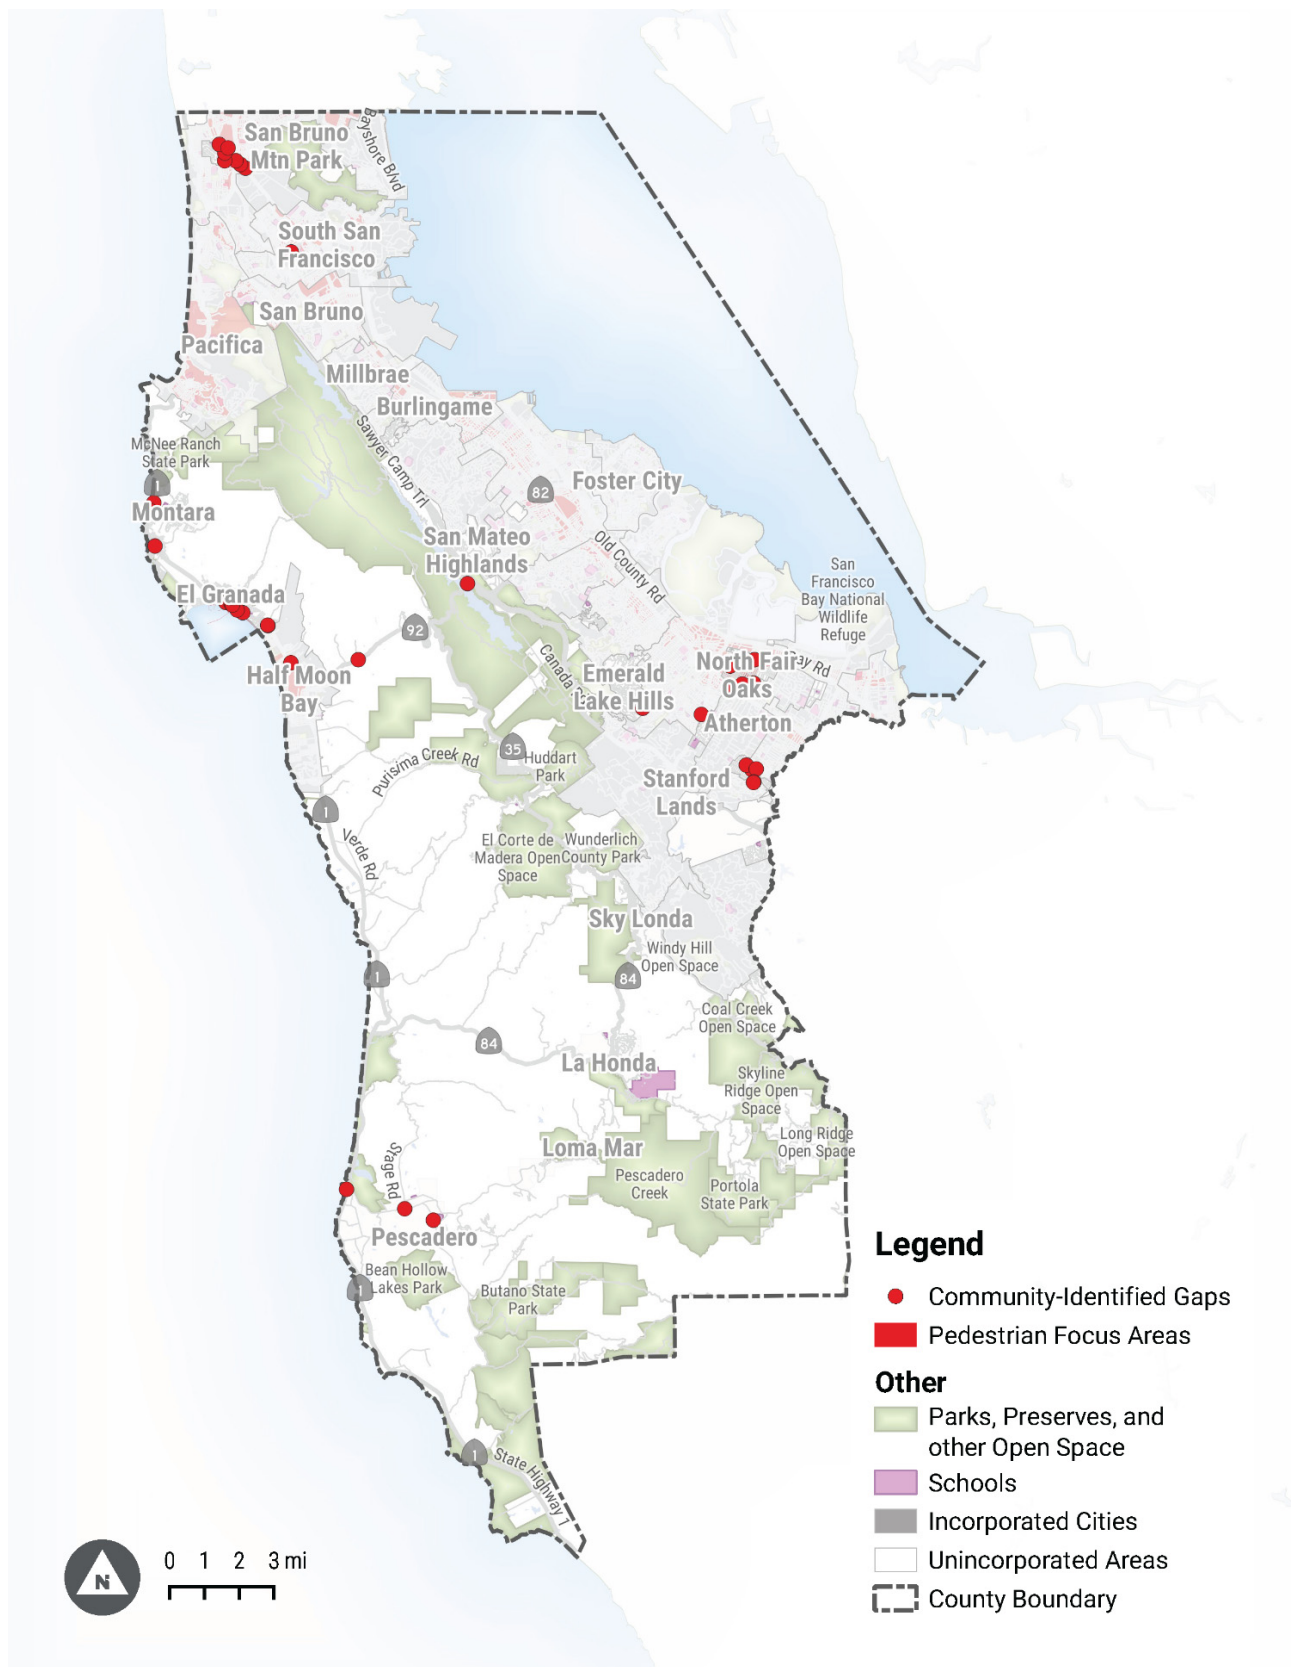 San Bruno
Mtn Park
Bayshore Blvd
South San
Francisco
San Bruno
Pacifica
Millbrae
Burlingame
McNee Ranch
State Park
Sawyer Camp Trl
1
82
Foster City
Montara
San Mateo
Highlands
Old County Rd
San
Francisco
Bay National
Wildlife
Refuge
El Granada
92
Half Moon
Bay
Canada
Emerald
Lake Hills
North Fair
Oaks
Bay Rd
Atherton
35
Huddart
Park
Purisima Creek Rd
Stanford
Lands
1
Verde Rd
El Corte de
Madera Open
Space
Wunderlich
County Park
Sky Londa
Windy Hill
Open Space
1
84
Coal Creek
Open Space
84
La Honda
Skyline
Ridge Open
Space
Long Ridge
Open Space
Loma Mar
Stage Rd
Pescadero
Creek
Portola
State Park
Pescadero
Bean Hollow
Lakes Park
1
Butano State
Park
1
State Highway 1
Legend
Community-Identified Gaps
Pedestrian Focus Areas
Other
Parks, Preserves, and
other Open Space
Schools
Incorporated Cities
Unincorporated Areas
County Boundary
N
0 1 2 3 mi